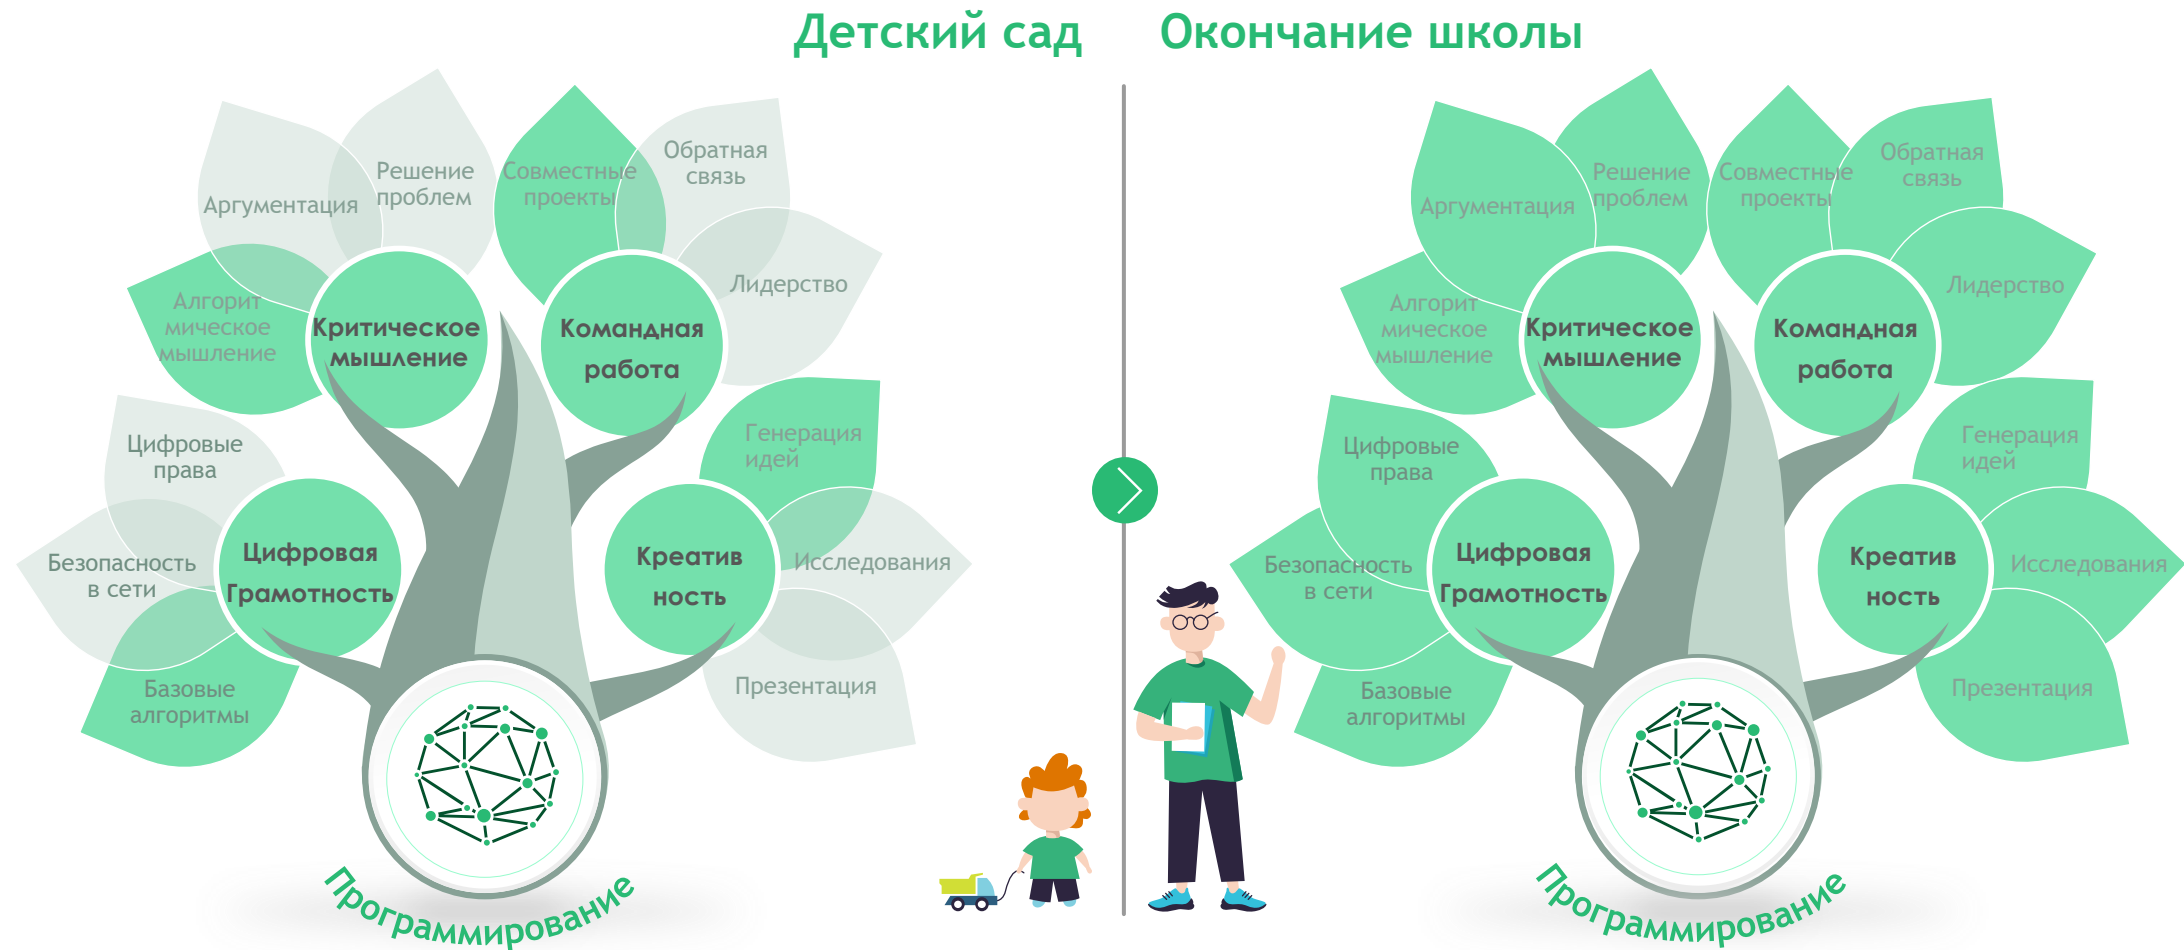 Детский сад
Аргументация
Решение
проблем
Совместные
проекты
Обратная
связь
Лидерство
Алгорит
мическое
мышление
Критическое
мышление
Командная
работа
Генерация
идей
Цифровые
права
Безопасность
в сети
Цифровая
Грамотность
Креатив
ность
Исследования
Базовые
алгоритмы
Презентация
Программирование
Окончание школы
Аргументация
Решение
проблем
Совместные
проекты
Обратная
связь
Лидерство
Алгорит
мическое
мышление
Критическое
мышление
Командная
работа
Генерация
идей
Цифровые
права
Безопасность
в сети
Цифровая
Грамотность
Креатив
ность
Исследования
Базовые
алгоритмы
Презентация
Программирование